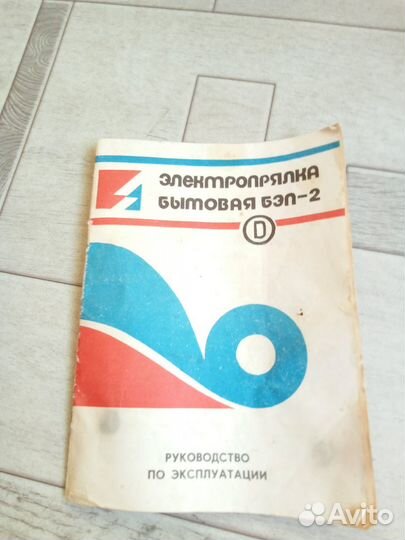 ЭЛЕКТРОПРЯЛКА
БЫТОВАЯ БЭП-2
D
РУКОВОДСТВО
ПО ЭКСПЛУАТАЦИИ
Avito